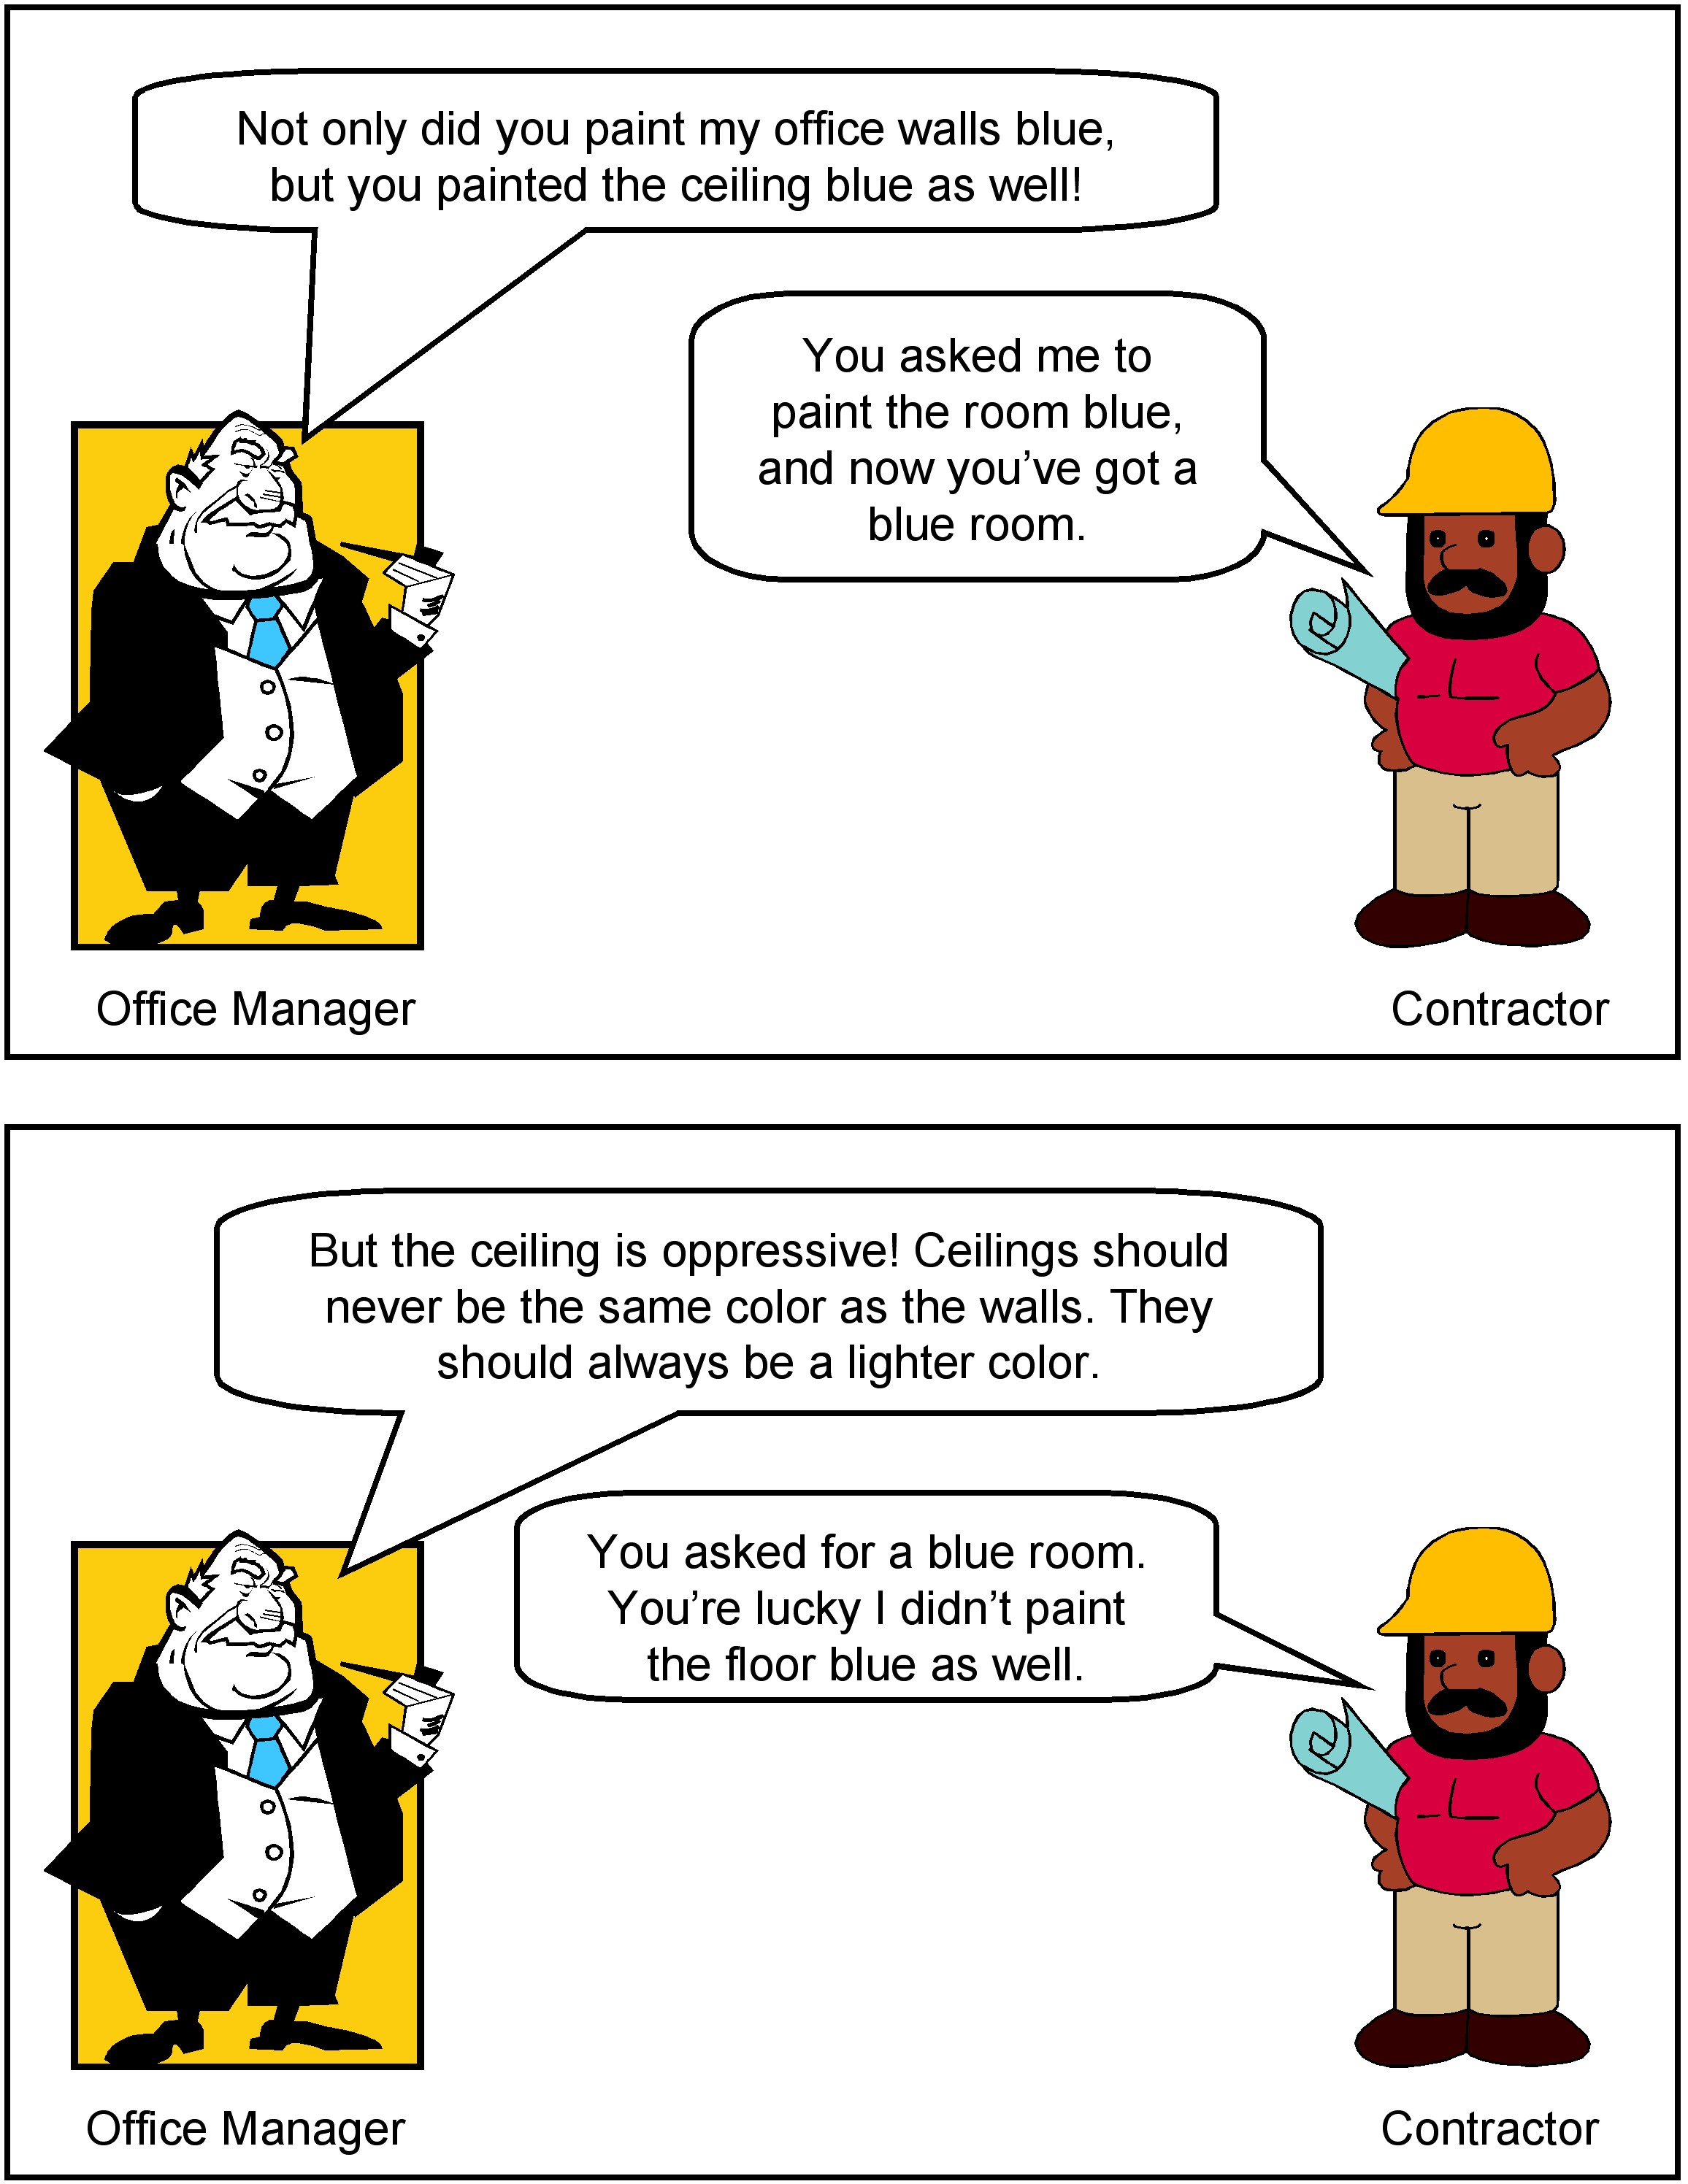 Not only did you paint my office walls blue,
but you painted the ceiling blue as well!
You asked me to
paint the room blue,
and now you’ve got a
blue room.
Office Manager
Contractor
But the ceiling is oppressive! Ceilings should
never be the same color as the walls. They
should always be a lighter color.
You asked for a blue room.
You’re lucky I didn’t paint
the floor blue as well.
Office Manager
Contractor